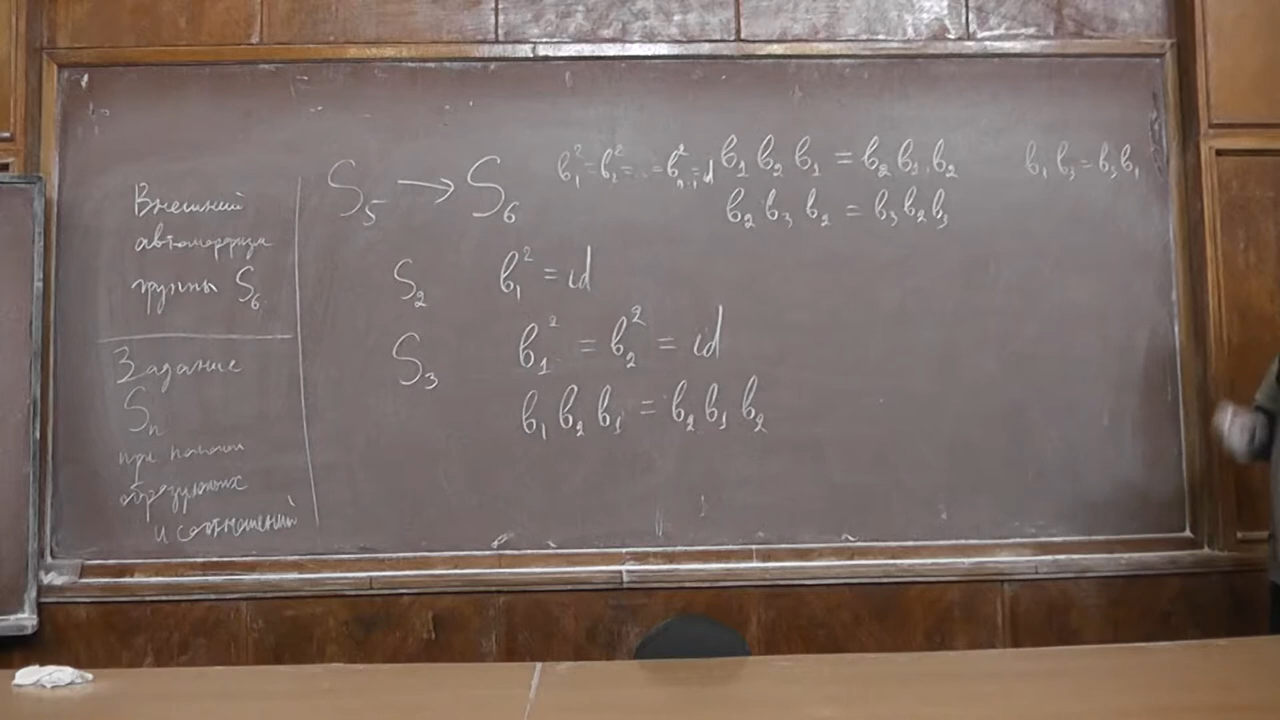 Внешний
автоморфизм
группы S₆
Задание
Sₙ
при помощи
образующих
и соотношений
S₅ → S₆
b₁² = b₂² = ... = bₙ₋₁² = id
b₁ b₂ b₁ = b₂ b₁ b₂
b₂ b₃ b₂ = b₃ b₂ b₃
b₁ b₃ = b₃ b₁
S₂ b₁² = id
S₃ b₁² = b₂² = id
b₁ b₂ b₁ = b₂ b₁ b₂